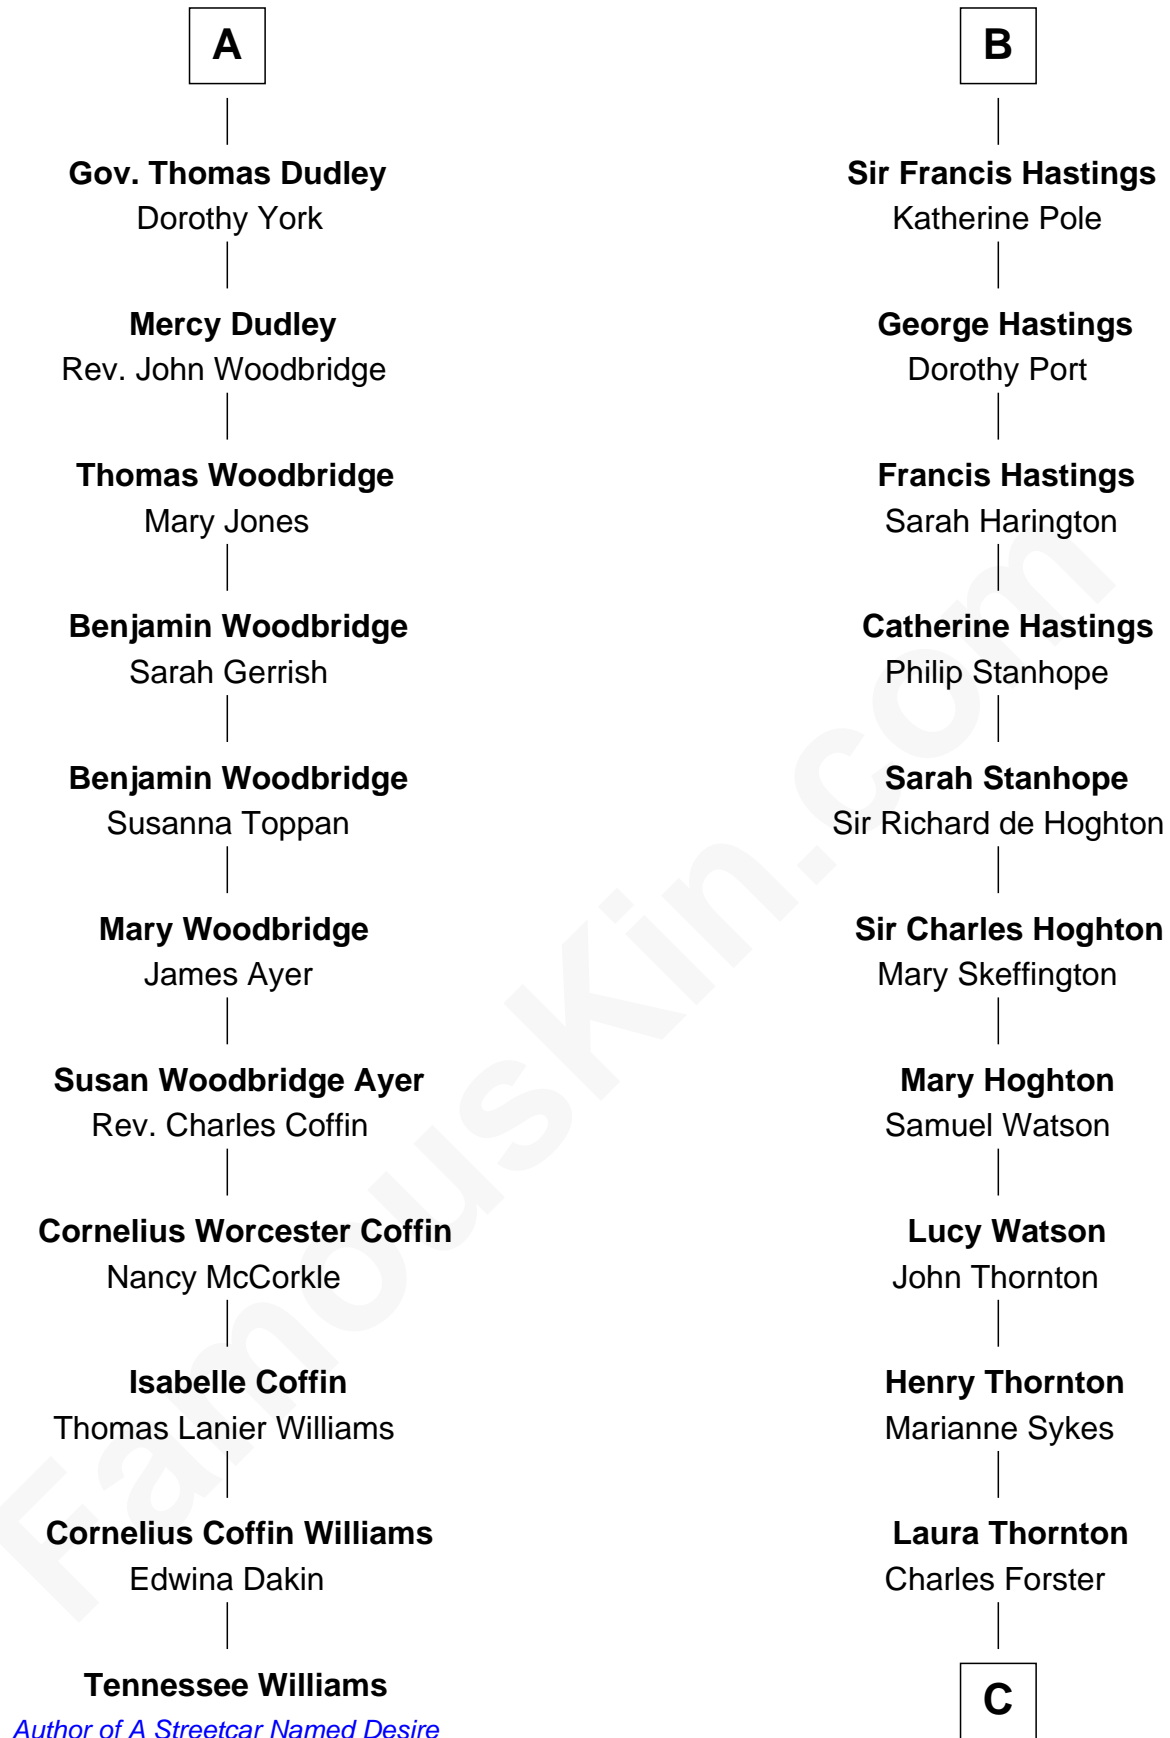 A
Gov. Thomas Dudley
Dorothy York
Mercy Dudley
Rev. John Woodbridge
Thomas Woodbridge
Mary Jones
Benjamin Woodbridge
Sarah Gerrish
Benjamin Woodbridge
Susanna Toppan
Mary Woodbridge
James Ayer
Susan Woodbridge Ayer
Rev. Charles Coffin
Cornelius Worcester Coffin
Nancy McCorkle
Isabelle Coffin
Thomas Lanier Williams
Cornelius Coffin Williams
Edwina Dakin
Tennessee Williams
Author of A Streetcar Named Desire
B
Sir Francis Hastings
Katherine Pole
George Hastings
Dorothy Port
Francis Hastings
Sarah Harington
Catherine Hastings
Philip Stanhope
Sarah Stanhope
Sir Richard de Hoghton
Sir Charles Hoghton
Mary Skeffington
Mary Hoghton
Samuel Watson
Lucy Watson
John Thornton
Henry Thornton
Marianne Sykes
Laura Thornton
Charles Forster
C
FamousKin.com